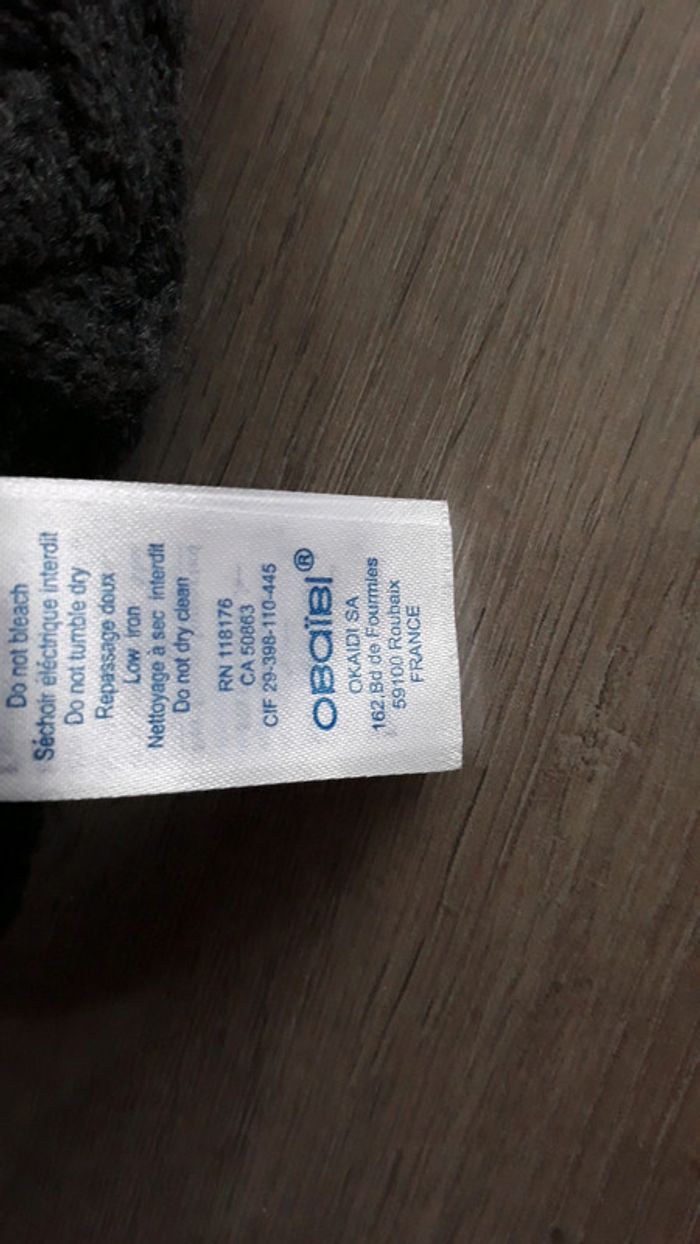 Do not bleach
Séchoir eléctrique interdit
Do not tumble dry
Repassage doux
Low iron
Nettoyage à sec interdit
Do not dry clean
RN 118176
CA 50863
CIF 29-398-110-445
OBaïBI®
OKAIDI SA
162,Bd de Fourmies
59100 Roubaix
FRANCE